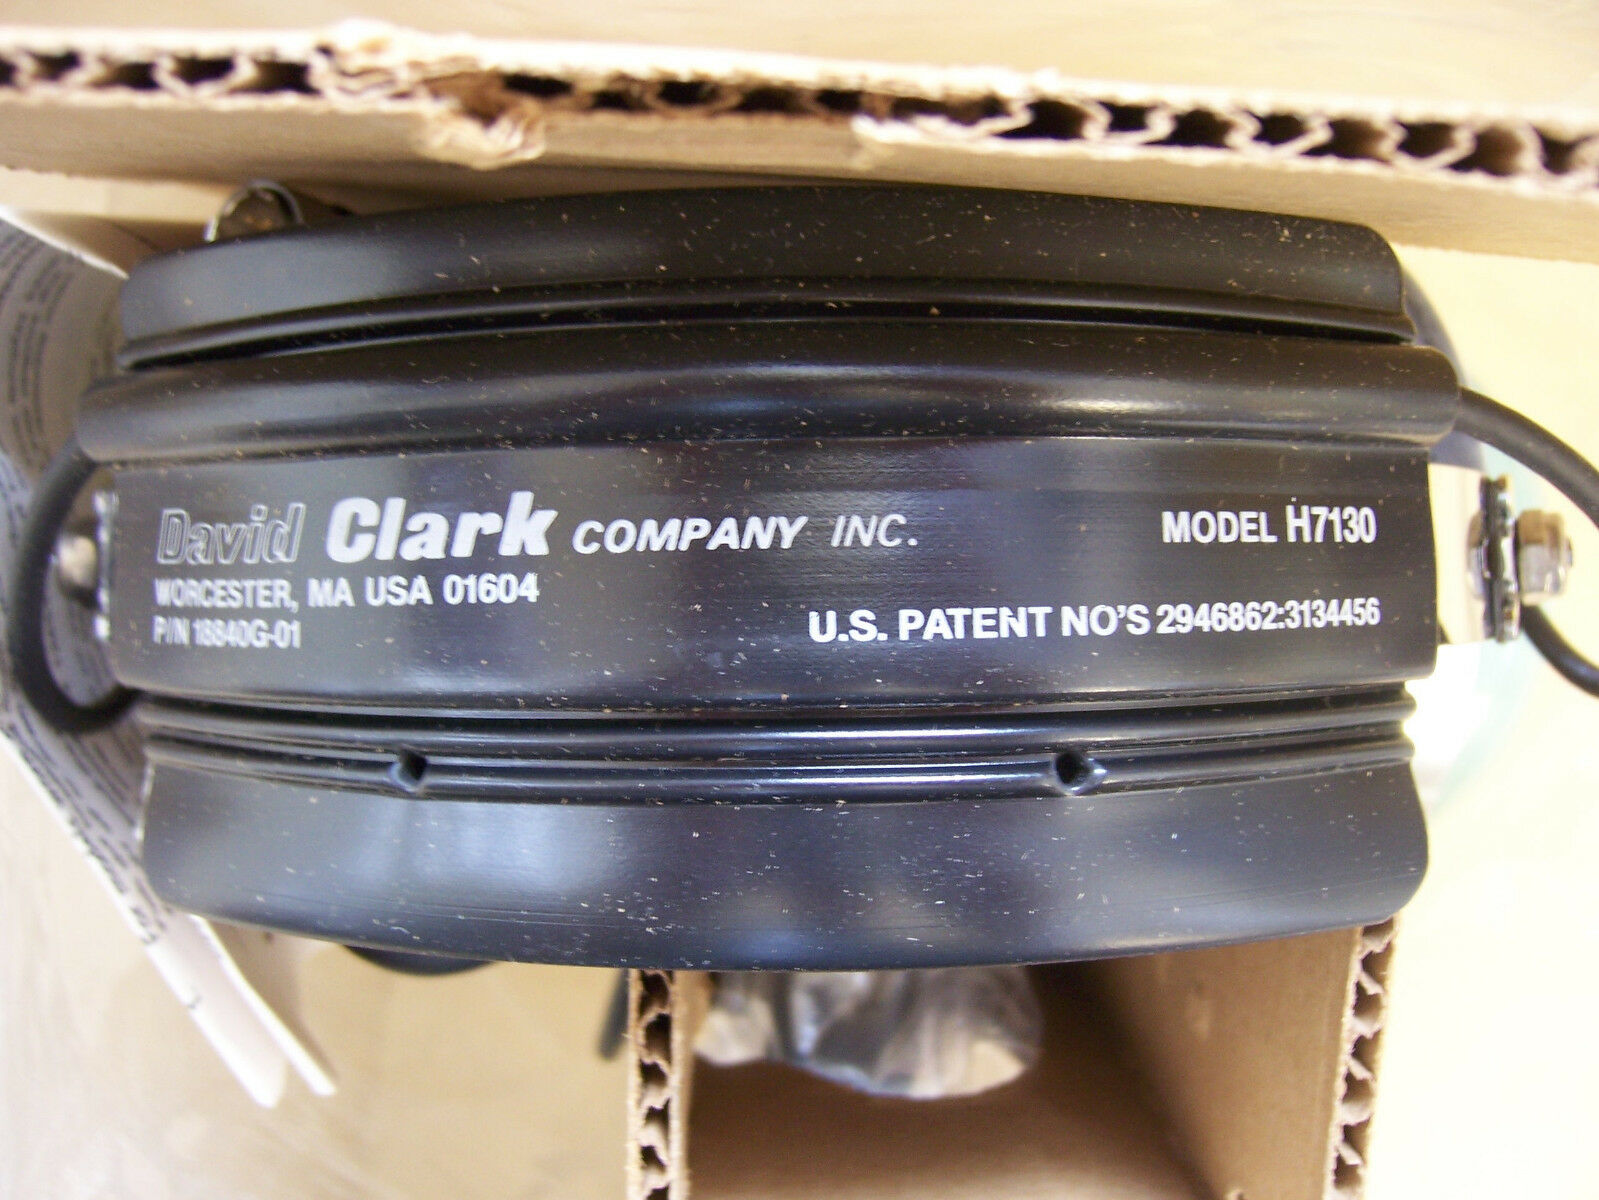 David Clark COMPANY INC.
WORCESTER, MA USA 01604
P/N 18840G-01
MODEL H7130
U.S. PATENT NO'S 2946862:3134456